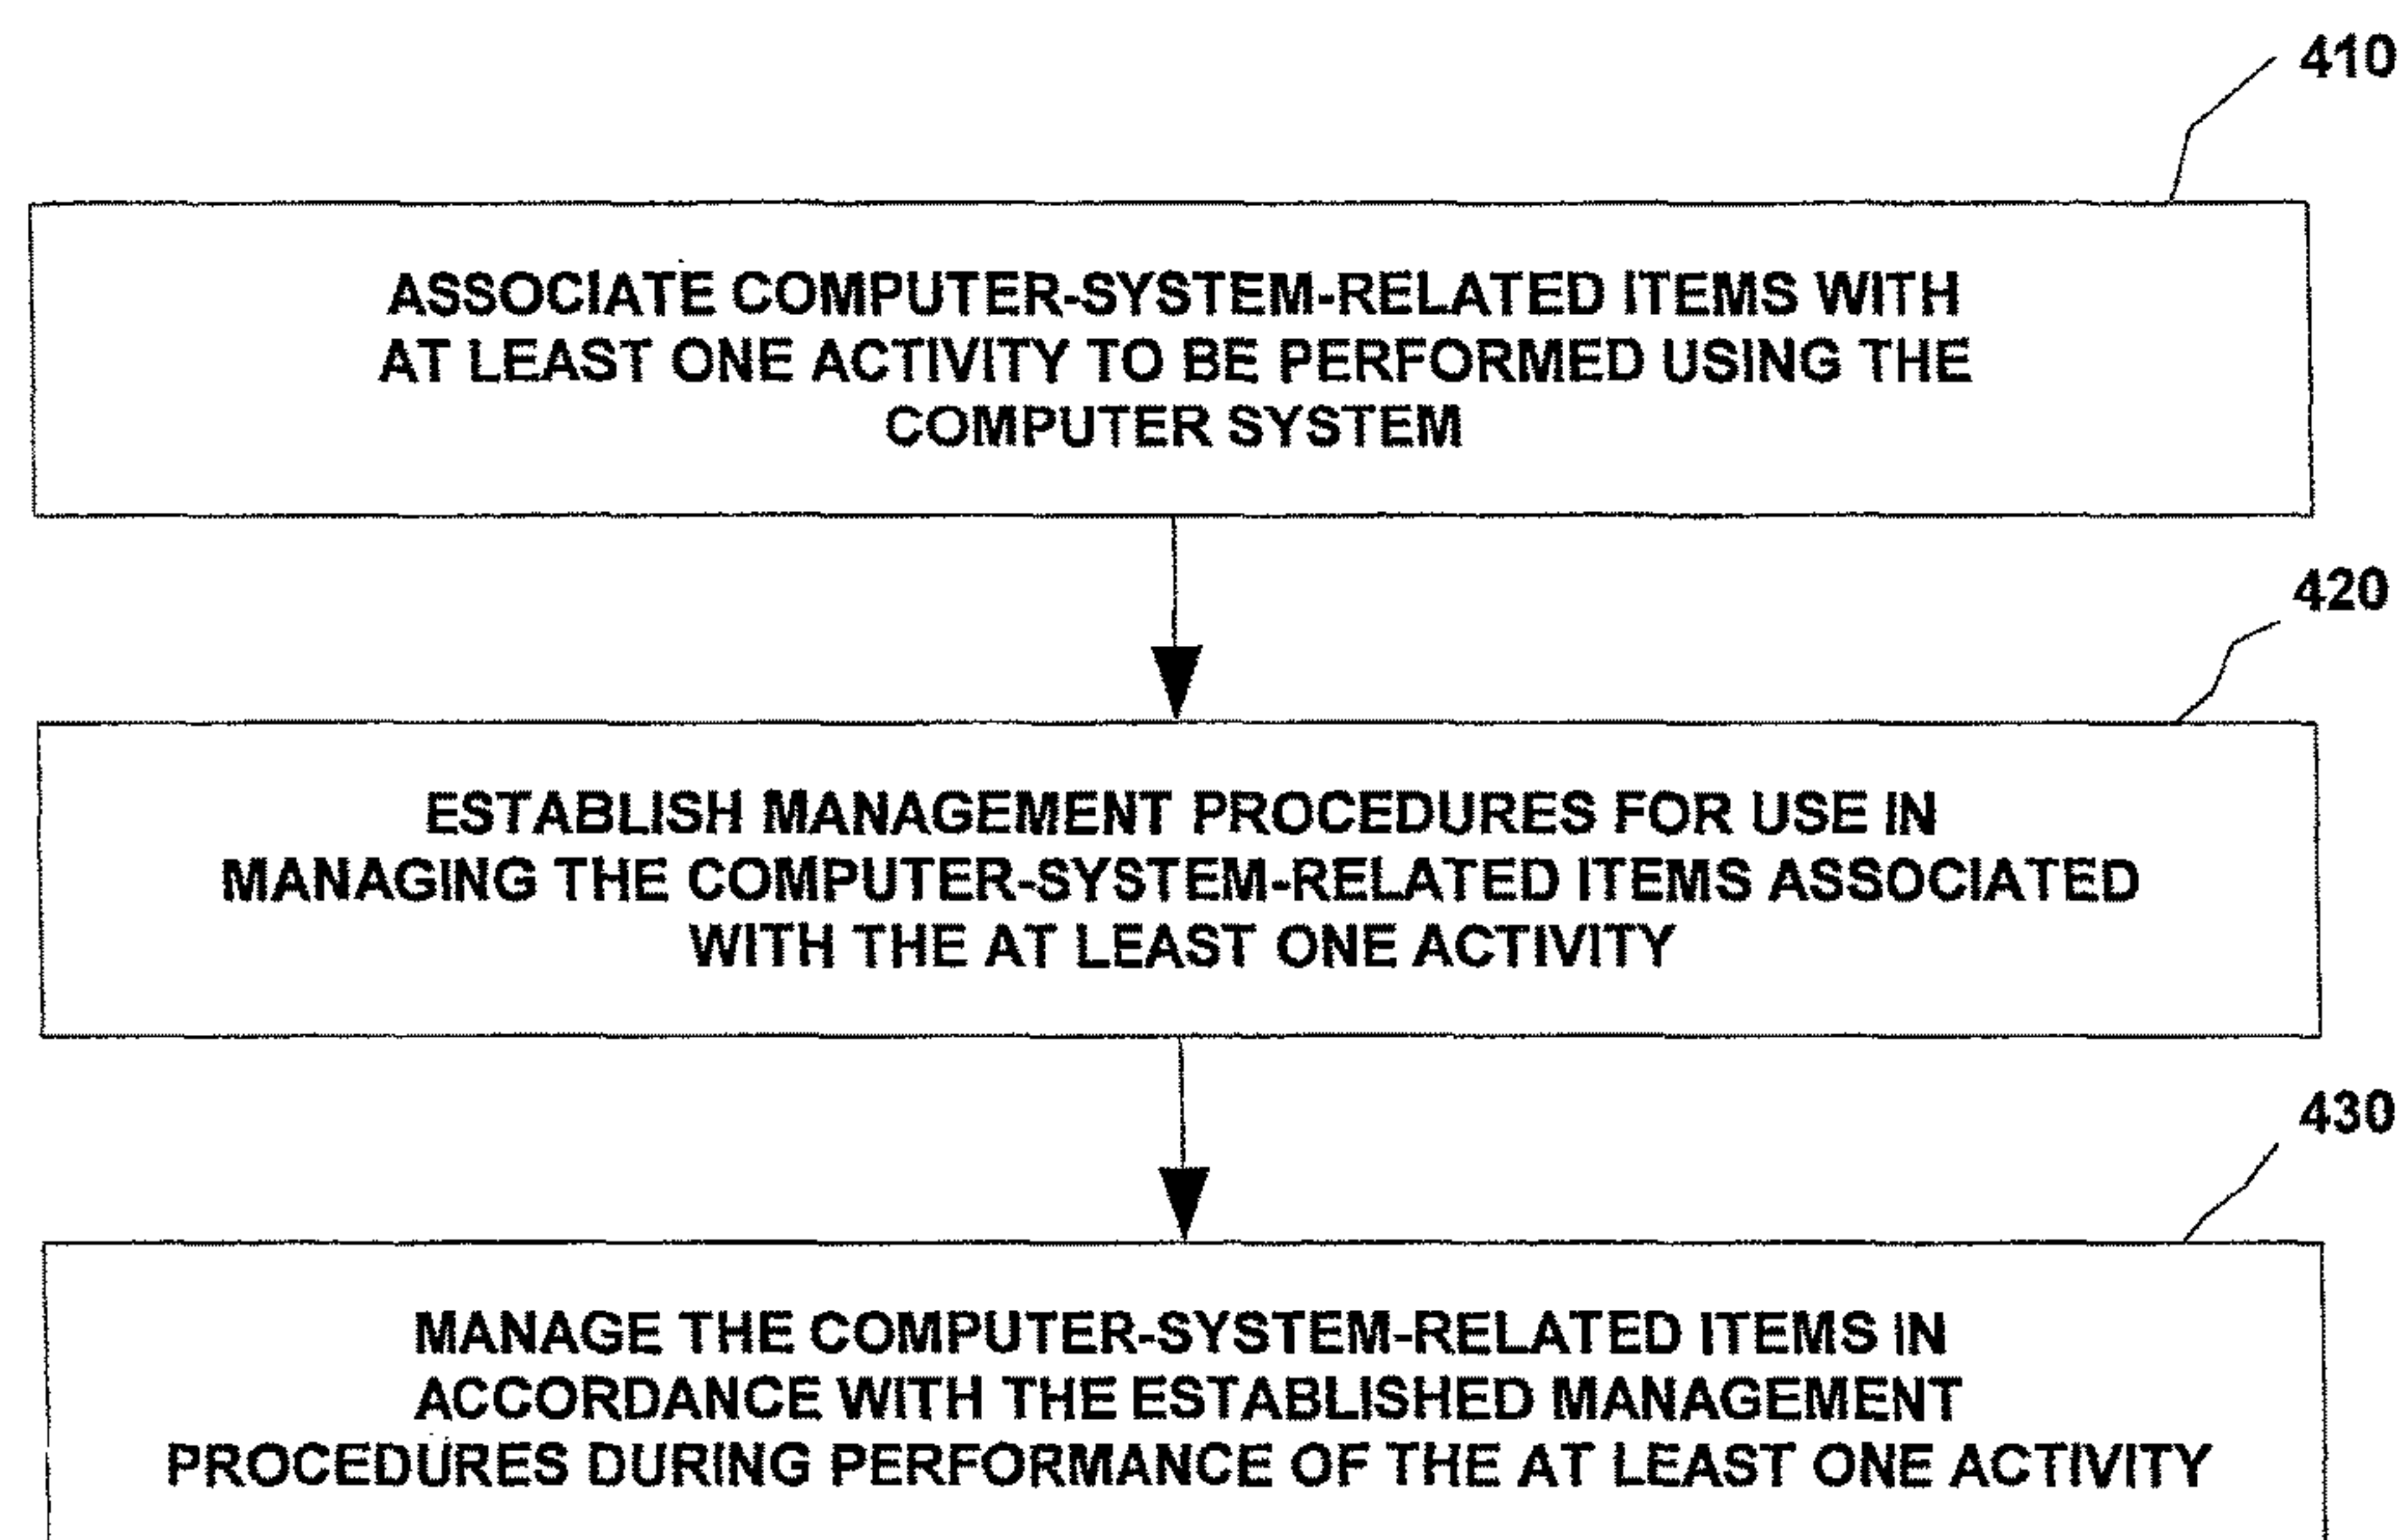 410
ASSOCIATE COMPUTER-SYSTEM-RELATED ITEMS WITH
AT LEAST ONE ACTIVITY TO BE PERFORMED USING THE
COMPUTER SYSTEM
420
ESTABLISH MANAGEMENT PROCEDURES FOR USE IN
MANAGING THE COMPUTER-SYSTEM-RELATED ITEMS ASSOCIATED
WITH THE AT LEAST ONE ACTIVITY
430
MANAGE THE COMPUTER-SYSTEM-RELATED ITEMS IN
ACCORDANCE WITH THE ESTABLISHED MANAGEMENT
PROCEDURES DURING PERFORMANCE OF THE AT LEAST ONE ACTIVITY